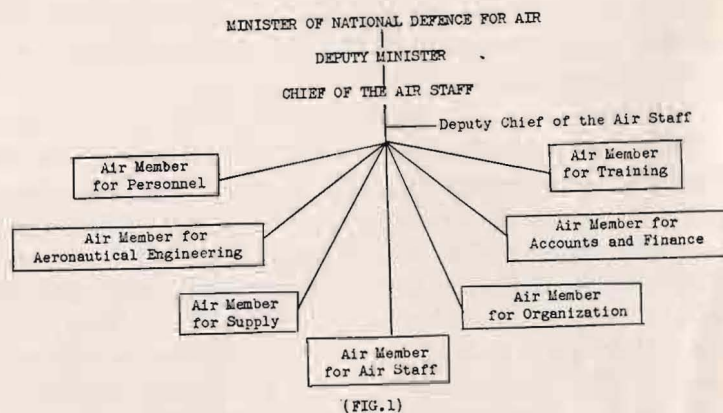 MINISTER OF NATIONAL DEFENCE FOR AIR
DEPUTY MINISTER
CHIEF OF THE AIR STAFF
Deputy Chief of the Air Staff
Air Member
for Personnel
Air Member
for Training
Air Member for
Aeronautical Engineering
Air Member for
Accounts and Finance
Air Member
for Supply
Air Member
for Organization
Air Member
for Air Staff
(FIG.1)